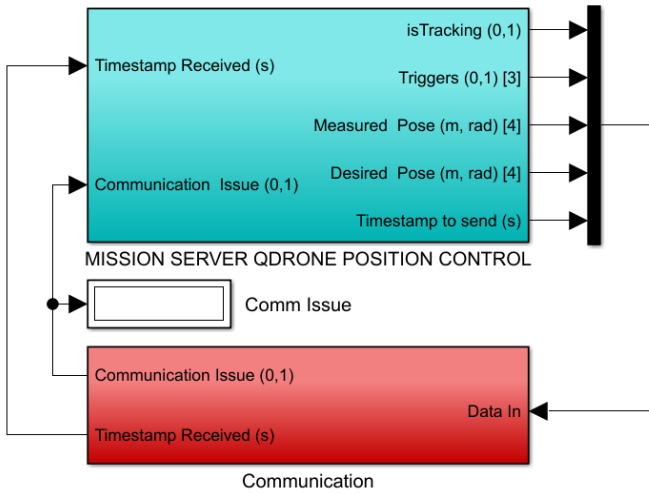 isTracking (0,1)
Timestamp Received (s)
Triggers (0,1) [3]
Measured Pose (m, rad) [4]
Desired Pose (m, rad) [4]
Communication Issue (0,1)
Timestamp to send (s)
MISSION SERVER QDRONE POSITION CONTROL
Comm Issue
Communication Issue (0,1)
Data In
Timestamp Received (s)
Communication